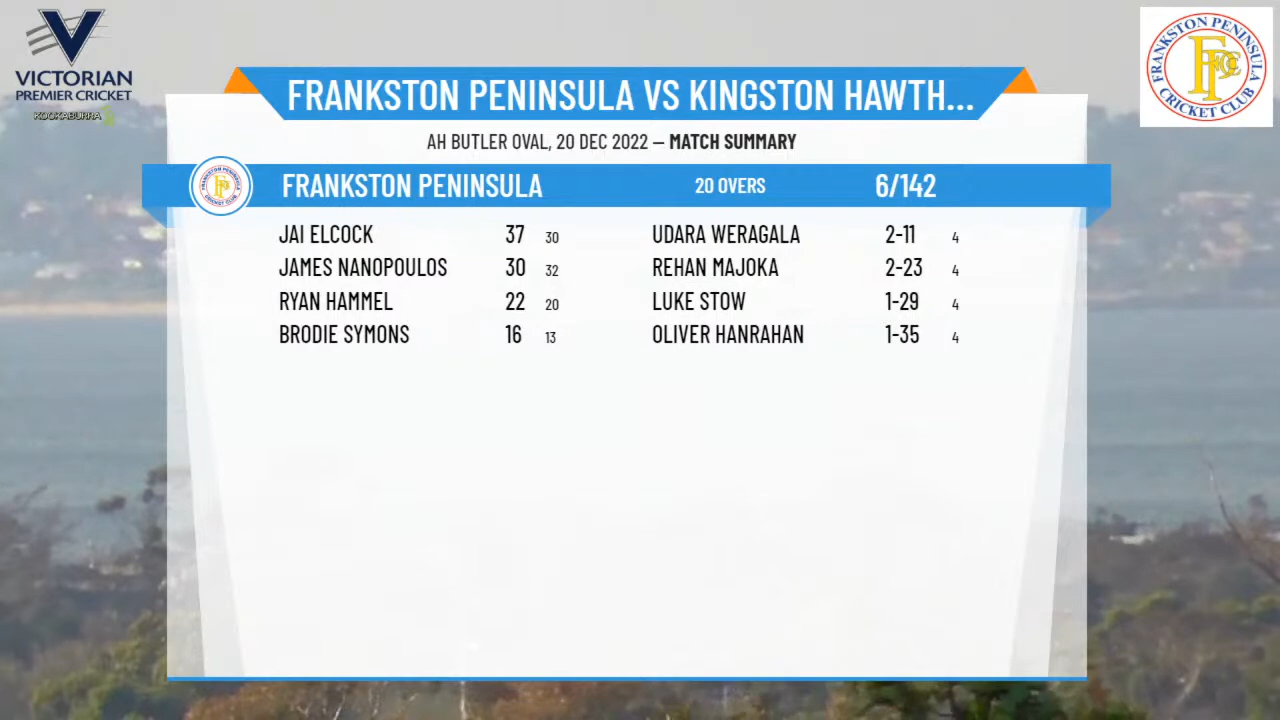 VICTORIAN
PREMIER CRICKET
KOOKABURRA
FRANKSTON PENINSULA CRICKET CLUB
FRANKSTON PENINSULA VS KINGSTON HAWTH...
AH BUTLER OVAL, 20 DEC 2022 – MATCH SUMMARY
FRANKSTON PENINSULA 20 OVERS 6/142
JAI ELCOCK 37 30 UDARA WERAGALA 2-11 4
JAMES NANOPOULOS 30 32 REHAN MAJOKA 2-23 4
RYAN HAMMEL 22 20 LUKE STOW 1-29 4
BRODIE SYMONS 16 13 OLIVER HANRAHAN 1-35 4